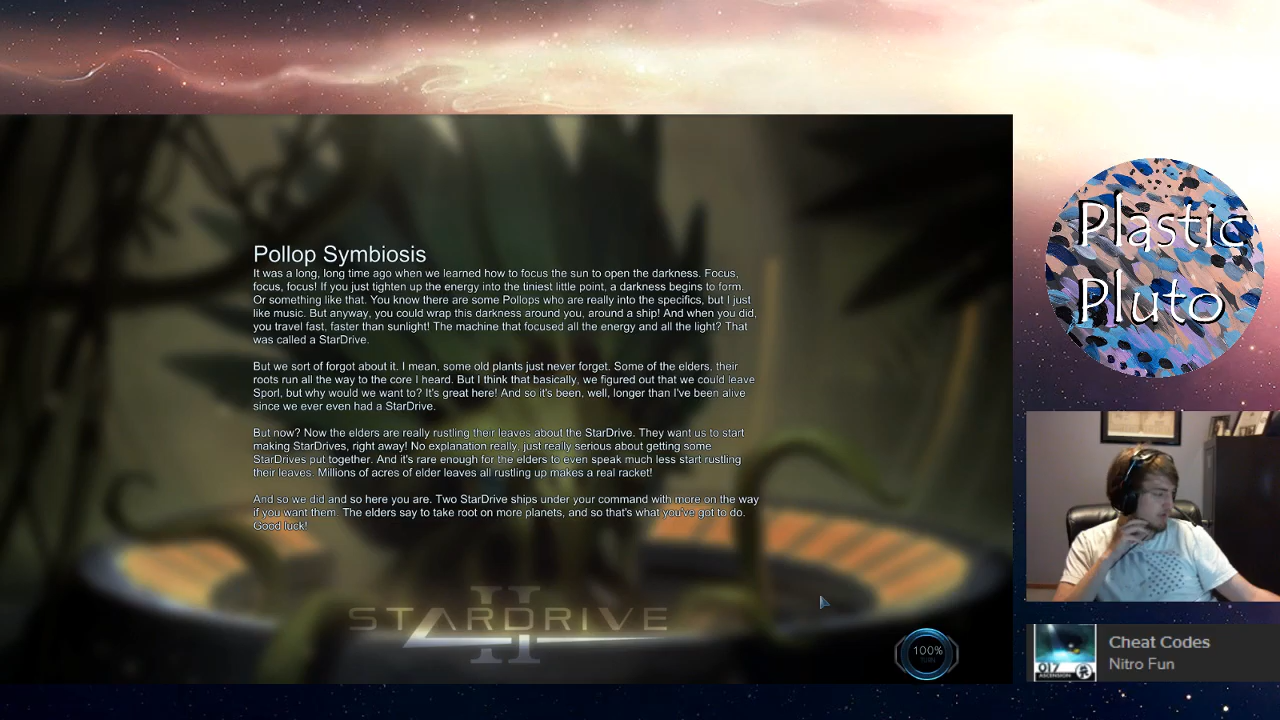 Pollop Symbiosis
It was a long, long time ago when we learned how to focus the sun to open the darkness. Focus,
focus, focus! If you just tighten up the energy into the tiniest little point, a darkness begins to form.
Or something like that. You know there are some Pollops who are really into the specifics, but I just
like music. But anyway, you could wrap this darkness around you, around a ship! And when you did,
you travel fast, faster than sunlight! The machine that focused all the energy and all the light? That
was called a StarDrive.
But we sort of forgot about it. I mean, some old plants just never forget. Some of the elders, their
roots run all the way to the core I heard. But I think that basically, we figured out that we could leave
Sporl, but why would we want to? It's great here! And so it's been, well, longer than I've been alive
since we ever even had a StarDrive.
But now? Now the elders are really rustling their leaves about the StarDrive. They want us to start
making StarDrives, right away! No explanation really, just really serious about getting some
StarDrives put together. And it's rare enough for the elders to even speak much less start rustling
their leaves. Millions of acres of elder leaves all rustling up makes a real racket!
And so we did and so here you are. Two StarDrive ships under your command with more on the way
if you want them. The elders say to take root on more planets, and so that's what you've got to do.
Good luck!
STARDRIVE
II
100%
TURN
Plastic
Pluto
Cheat Codes
Nitro Fun
017
ASCENSION